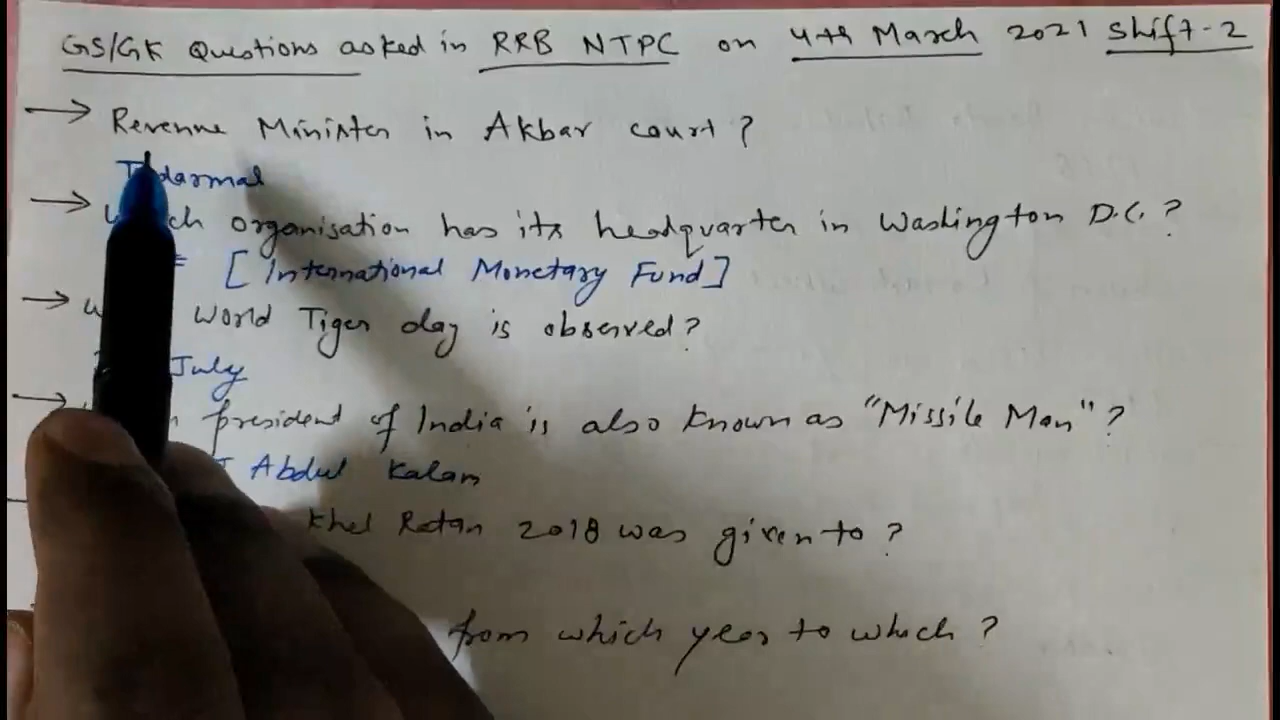 GS/GK Questions asked in RRB NTPC on 4th March 2021 Shift-2
→ Revenue Minister in Akbar court?
→ organisation has its headquarter in Washington D.C.?
[International Monetary Fund]
→ World Tiger day is observed?
July
→ president of India is also known as "Missile Man"?
Abdul Kalam
Khel Ratan 2018 was given to?
from which year to which?